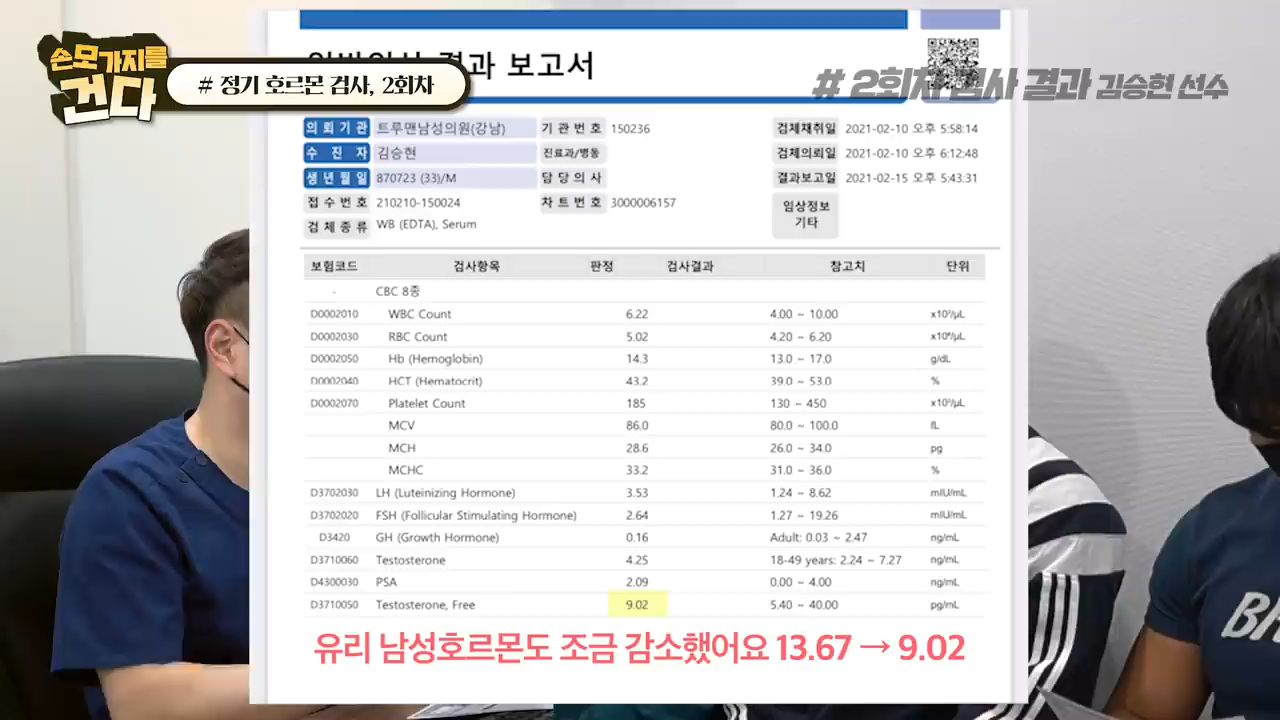 손모가지를
건다
# 정기 호르몬 검사, 2회차
결과 보고서
# 2회차 검사 결과 김승현 선수
의뢰기관 트루맨남성의원(강남) 기관번호 150236 검체채취일 2021-02-10 오후 5:58:14
수진자 김승현 진료과/병동 검체의뢰일 2021-02-10 오후 6:12:48
생년월일 870723 (33)/M 담당의사 결과보고일 2021-02-15 오후 5:43:31
접수번호 210210-150024 차트번호 3000006157 임상정보
기타
검체종류 WB (EDTA), Serum
보험코드 검사항목 판정 검사결과 참고치 단위
- CBC 8종
D0002010 WBC Count 6.22 4.00 ~ 10.00 x10³/μL
D0002030 RBC Count 5.02 4.20 ~ 6.20 x10⁶/μL
D0002050 Hb (Hemoglobin) 14.3 13.0 ~ 17.0 g/dL
D0002040 HCT (Hematocrit) 43.2 39.0 ~ 53.0 %
D0002070 Platelet Count 185 130 ~ 450 x10³/μL
MCV 86.0 80.0 ~ 100.0 fL
MCH 28.6 26.0 ~ 34.0 pg
MCHC 33.2 31.0 ~ 36.0 %
D3702030 LH (Luteinizing Hormone) 3.53 1.24 ~ 8.62 mIU/mL
D3702020 FSH (Follicular Stimulating Hormone) 2.64 1.27 ~ 19.26 mIU/mL
D3420 GH (Growth Hormone) 0.16 Adult: 0.03 ~ 2.47 ng/mL
D3710060 Testosterone 4.25 18-49 years: 2.24 ~ 7.27 ng/mL
D4300030 PSA 2.09 0.00 ~ 4.00 ng/mL
D3710050 Testosterone, Free 9.02 5.40 ~ 40.00 pg/mL
유리 남성호르몬도 조금 감소했어요 13.67 → 9.02